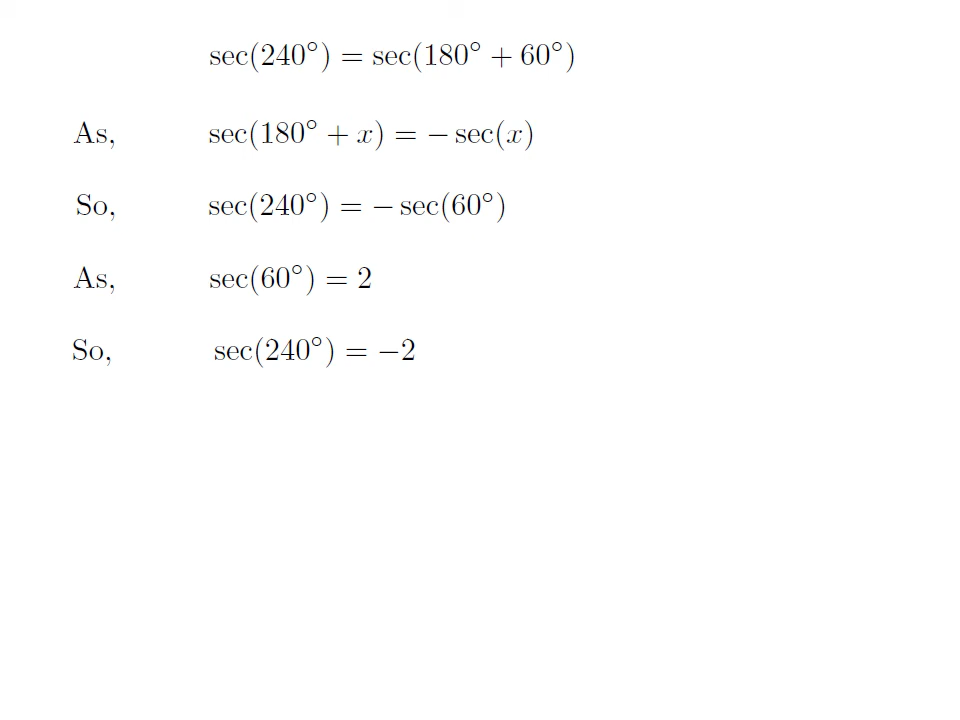 sec(240°) = sec(180° + 60°)
As, sec(180° + x) = − sec(x)
So, sec(240°) = − sec(60°)
As, sec(60°) = 2
So, sec(240°) = −2